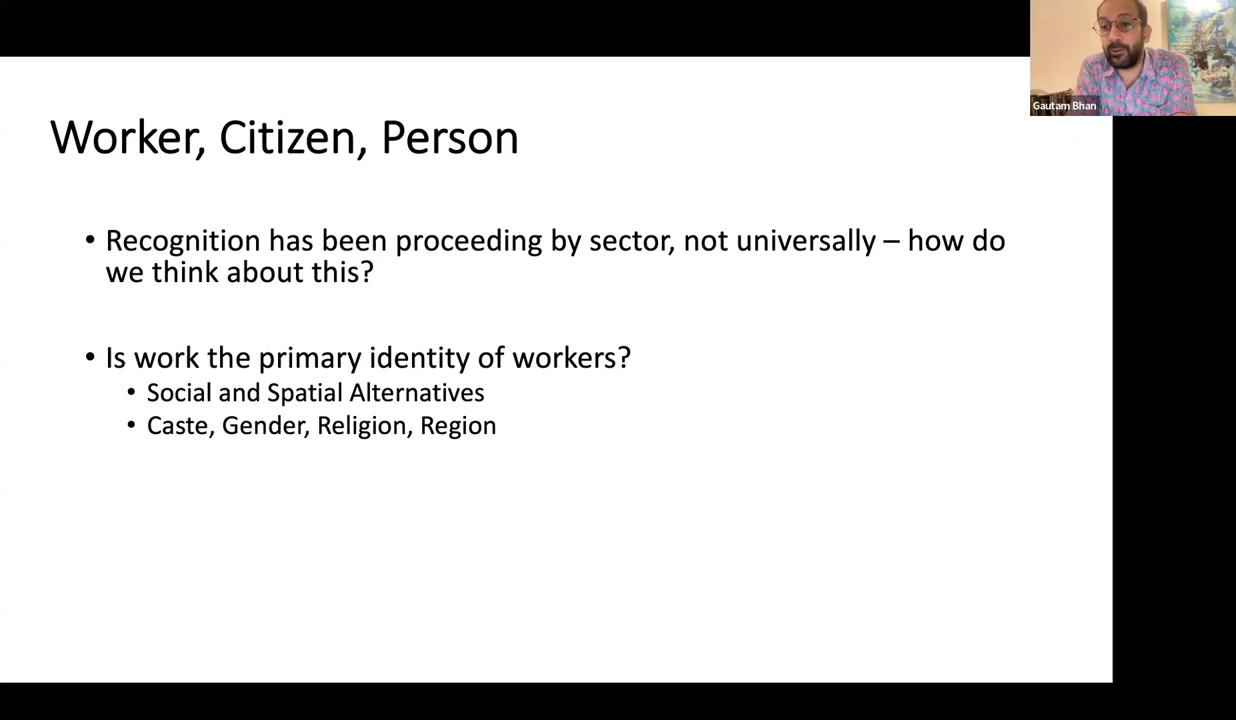 Gautam Bhan
Worker, Citizen, Person
• Recognition has been proceeding by sector, not universally – how do
we think about this?
• Is work the primary identity of workers?
• Social and Spatial Alternatives
• Caste, Gender, Religion, Region